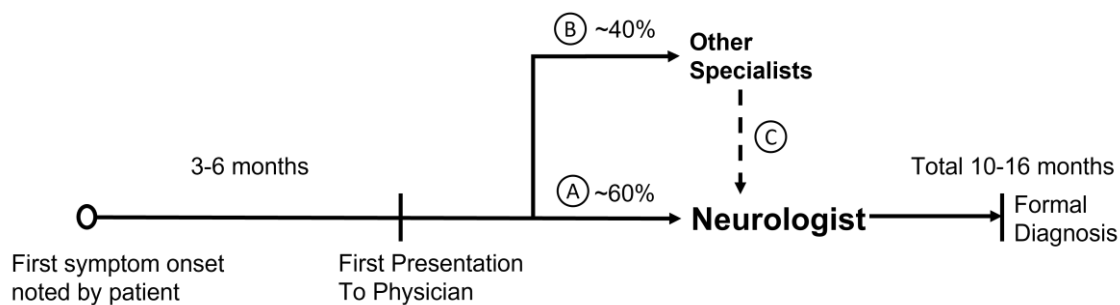 B ~40%
Other
Specialists
C
3-6 months
A ~60%
Total 10-16 months
Neurologist
Formal
Diagnosis
First symptom onset
noted by patient
First Presentation
To Physician